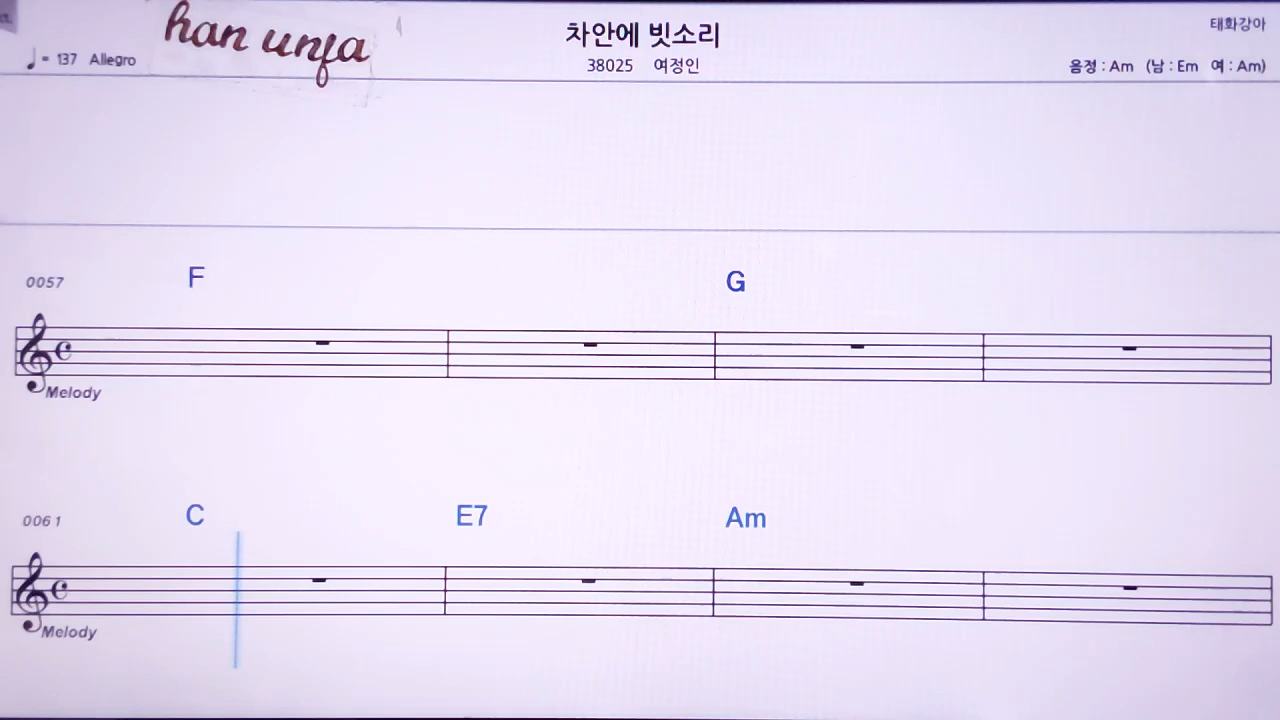 han unja
차안에 빗소리
태화강아
♩ = 137 Allegro
38025 여정인
음정 : Am (남 : Em 여 : Am)
0057 F G
Melody
0061 C E7 Am
Melody